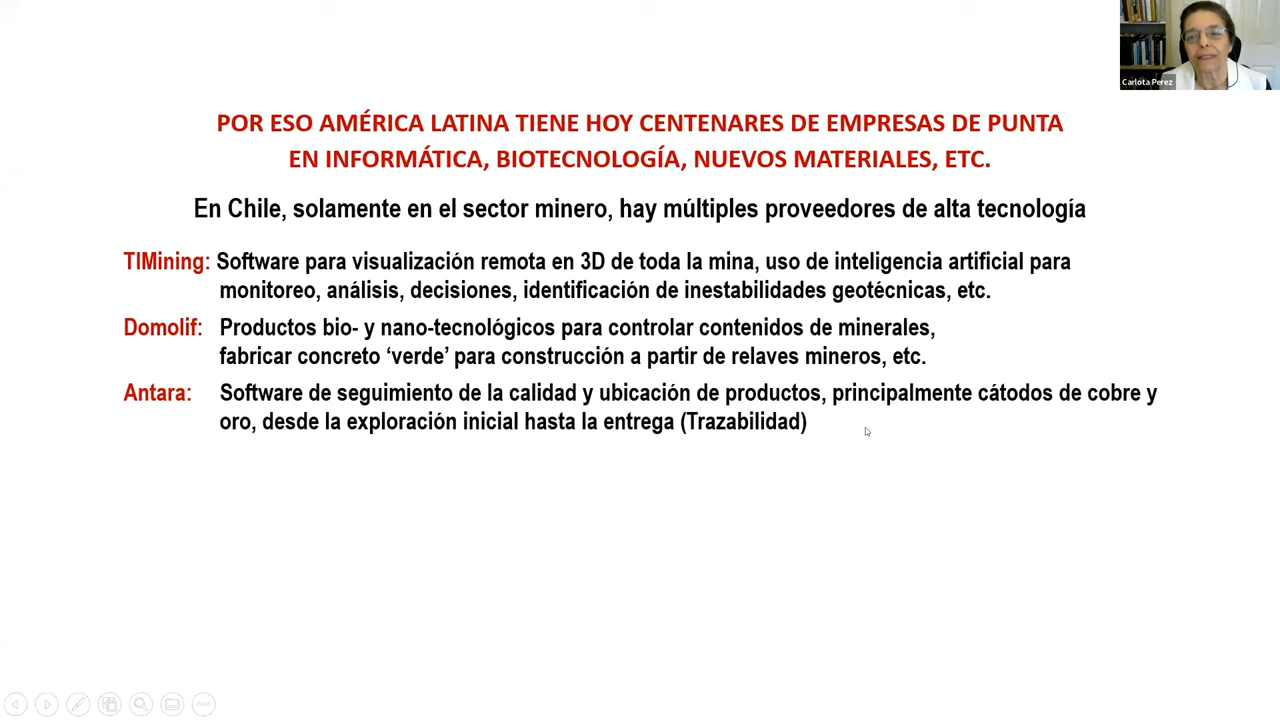 Carlota Perez
POR ESO AMÉRICA LATINA TIENE HOY CENTENARES DE EMPRESAS DE PUNTA
EN INFORMÁTICA, BIOTECNOLOGÍA, NUEVOS MATERIALES, ETC.
En Chile, solamente en el sector minero, hay múltiples proveedores de alta tecnología
TIMining: Software para visualización remota en 3D de toda la mina, uso de inteligencia artificial para
monitoreo, análisis, decisiones, identificación de inestabilidades geotécnicas, etc.
Domolif: Productos bio- y nano-tecnológicos para controlar contenidos de minerales,
fabricar concreto ‘verde’ para construcción a partir de relaves mineros, etc.
Antara: Software de seguimiento de la calidad y ubicación de productos, principalmente cátodos de cobre y
oro, desde la exploración inicial hasta la entrega (Trazabilidad)